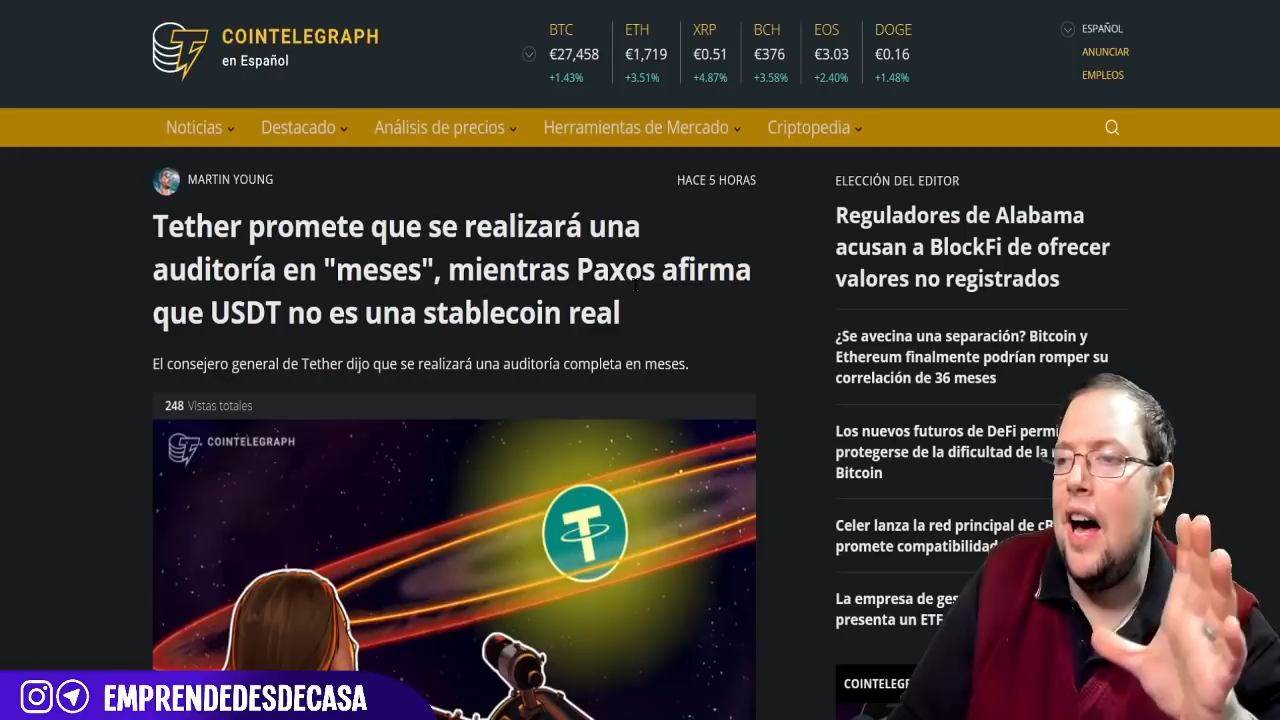 COINTELEGRAPH
en Español
BTC
€27,458
+1.43%
ETH
€1,719
+3.51%
XRP
€0.51
+4.87%
BCH
€376
+3.58%
EOS
€3.03
+2.40%
DOGE
€0.16
+1.48%
ESPAÑOL
ANUNCIAR
EMPLEOS
Noticias
Destacado
Análisis de precios
Herramientas de Mercado
Criptopedia
MARTIN YOUNG
HACE 5 HORAS
Tether promete que se realizará una
auditoría en "meses", mientras Paxos afirma
que USDT no es una stablecoin real
El consejero general de Tether dijo que se realizará una auditoría completa en meses.
248 Vistas totales
COINTELEGRAPH
ELECCIÓN DEL EDITOR
Reguladores de Alabama
acusan a BlockFi de ofrecer
valores no registrados
¿Se avecina una separación? Bitcoin y
Ethereum finalmente podrían romper su
correlación de 36 meses
Los nuevos futuros de DeFi
protegerse de la dificultad de la
Bitcoin
Celer lanza la red principal de
promete compatibilidad
La empresa de
presenta un ETF
EMPRENDEDESDECASA